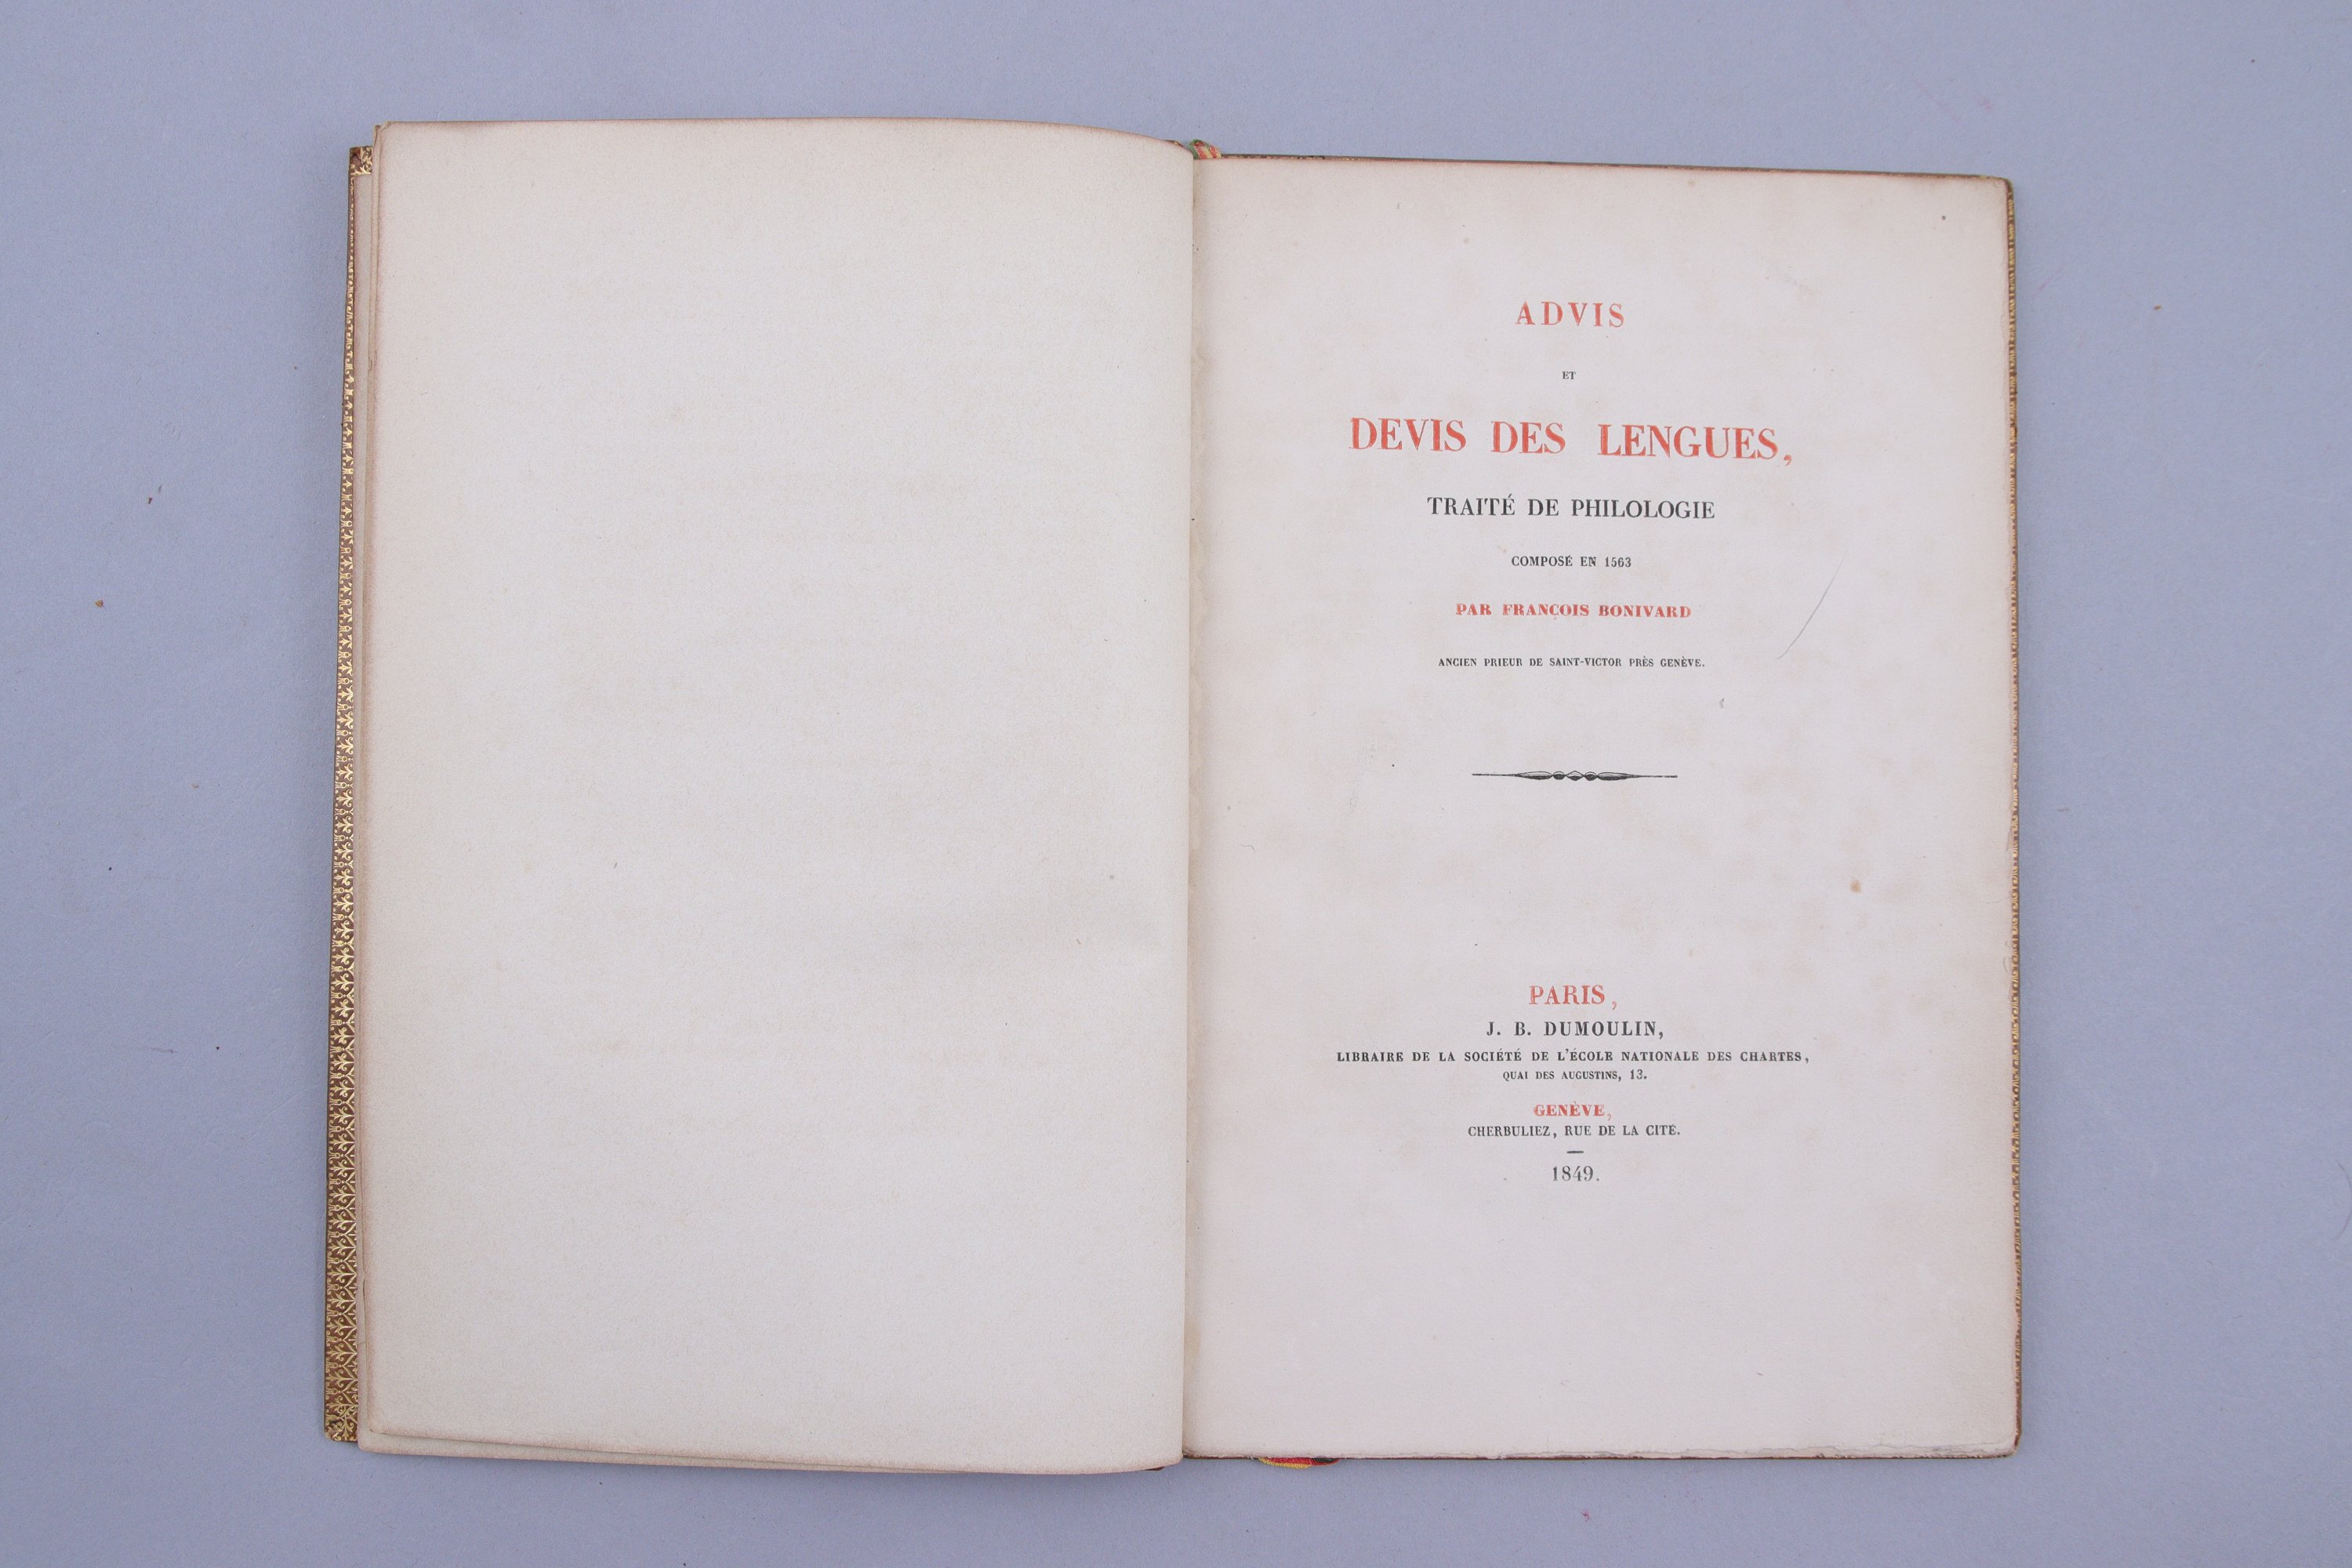 ADVIS
ET
DEVIS DES LENGUES,
TRAITÉ DE PHILOLOGIE
COMPOSÉ EN 1563
PAR FRANÇOIS BONIVARD
ANCIEN PRIEUR DE SAINT-VICTOR PRÈS GENÈVE.
PARIS,
J. B. DUMOULIN,
LIBRAIRE DE LA SOCIÉTÉ DE L'ÉCOLE NATIONALE DES CHARTES,
QUAI DES AUGUSTINS, 13.
GENÈVE,
CHERBULIEZ, RUE DE LA CITÉ.
1849.